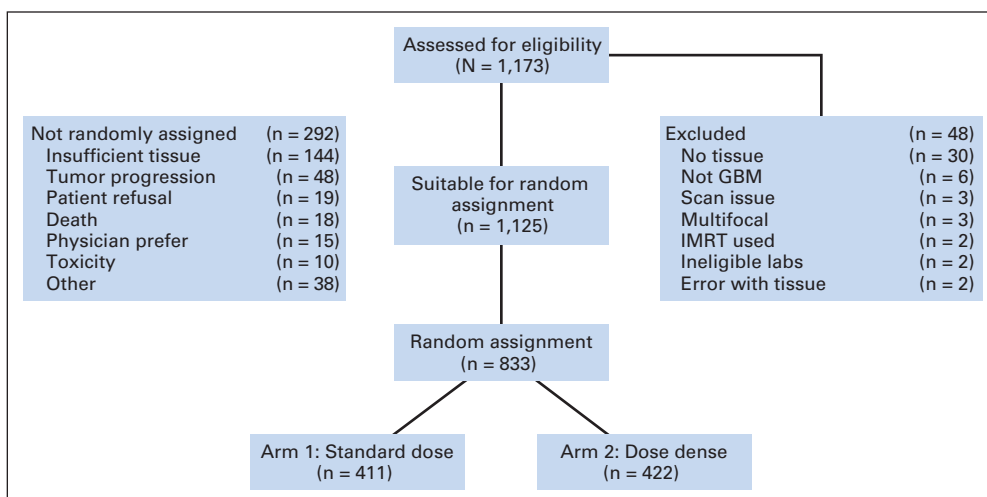 Assessed for eligibility
(N = 1,173)
Not randomly assigned (n = 292)
Insufficient tissue (n = 144)
Tumor progression (n = 48)
Patient refusal (n = 19)
Death (n = 18)
Physician prefer (n = 15)
Toxicity (n = 10)
Other (n = 38)
Excluded (n = 48)
No tissue (n = 30)
Not GBM (n = 6)
Scan issue (n = 3)
Multifocal (n = 3)
IMRT used (n = 2)
Ineligible labs (n = 2)
Error with tissue (n = 2)
Suitable for random
assignment
(n = 1,125)
Random assignment
(n = 833)
Arm 1: Standard dose
(n = 411)
Arm 2: Dose dense
(n = 422)